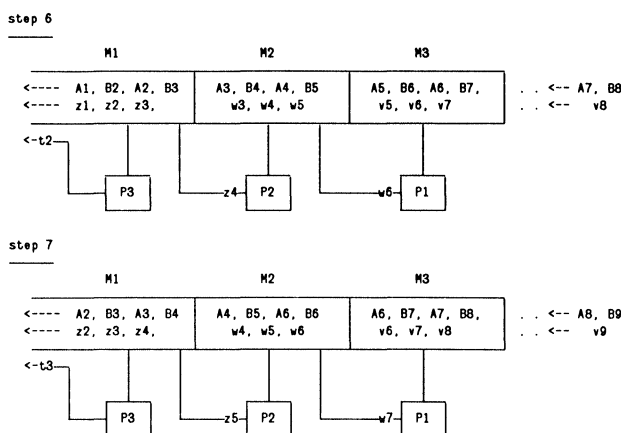 step 6
M1 M2 M3
<---- A1, B2, A2, B3 A3, B4, A4, B5 A5, B6, A6, B7, . . <-- A7, B8
<---- z1, z2, z3, w3, w4, w5 v5, v6, v7 . . <-- v8
<-t2
P3 z4 P2 w6 P1
step 7
M1 M2 M3
<---- A2, B3, A3, B4 A4, B5, A6, B6 A6, B7, A7, B8, . . <-- A8, B9
<---- z2, z3, z4, w4, w5, w6 v6, v7, v8 . . <-- v9
<-t3
P3 z5 P2 w7 P1